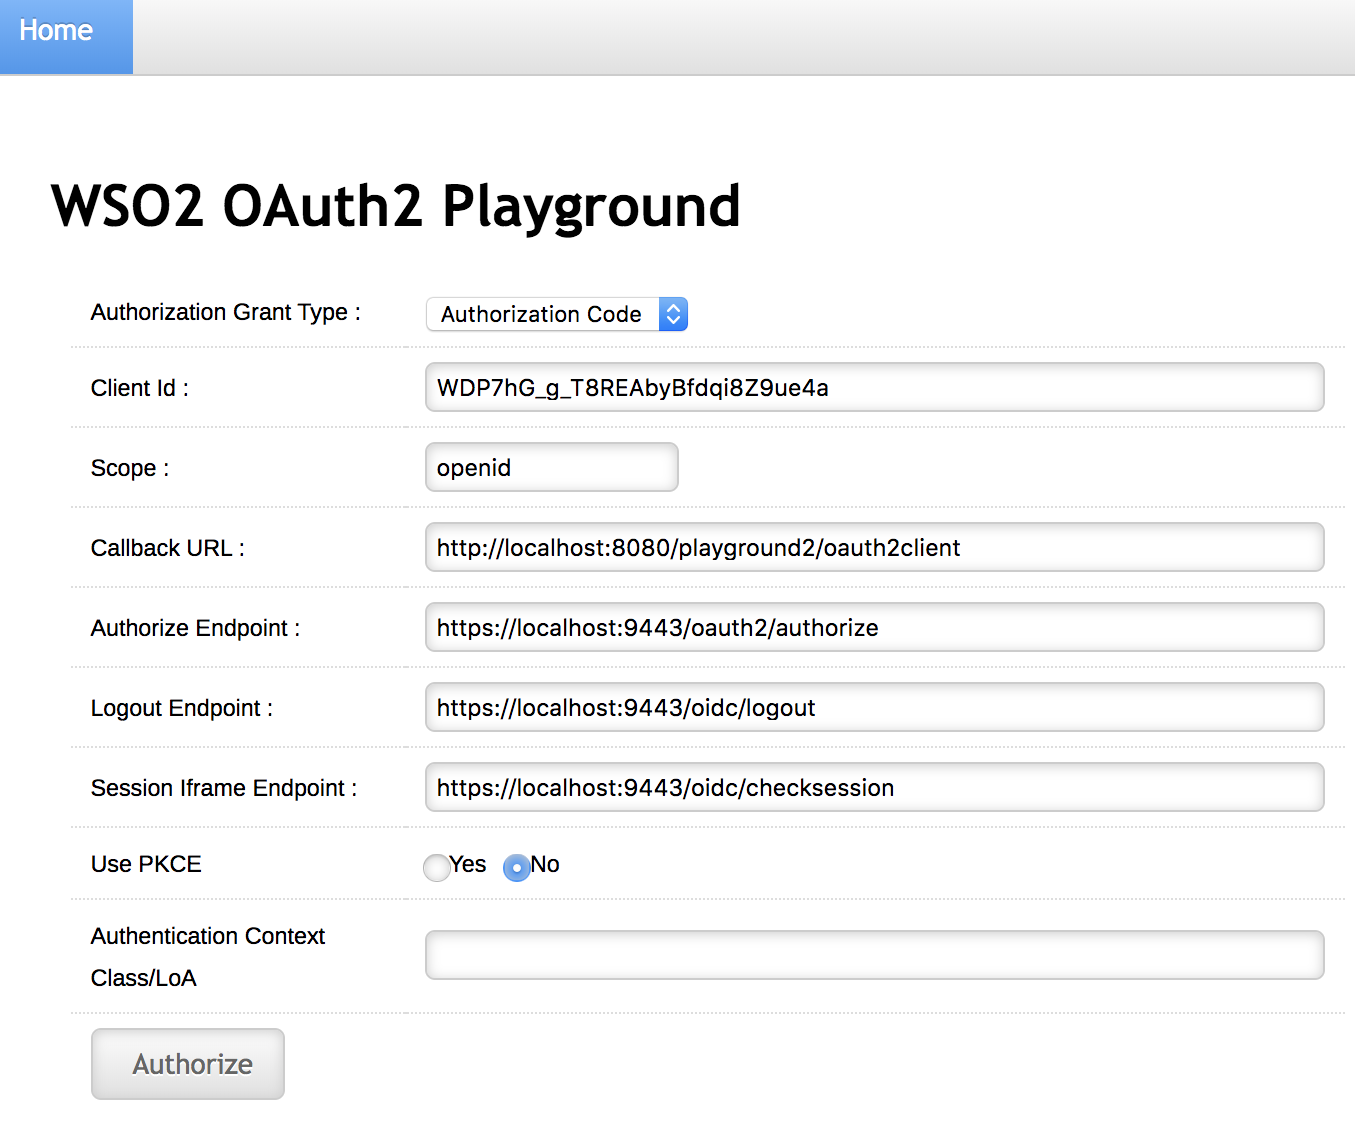 Home
WSO2 OAuth2 Playground
Authorization Grant Type : Authorization Code
Client Id : WDP7hG_g_T8REAbyBfdqi8Z9ue4a
Scope : openid
Callback URL : http://localhost:8080/playground2/oauth2client
Authorize Endpoint : https://localhost:9443/oauth2/authorize
Logout Endpoint : https://localhost:9443/oidc/logout
Session Iframe Endpoint : https://localhost:9443/oidc/checksession
Use PKCE Yes No
Authentication Context
Class/LoA
Authorize